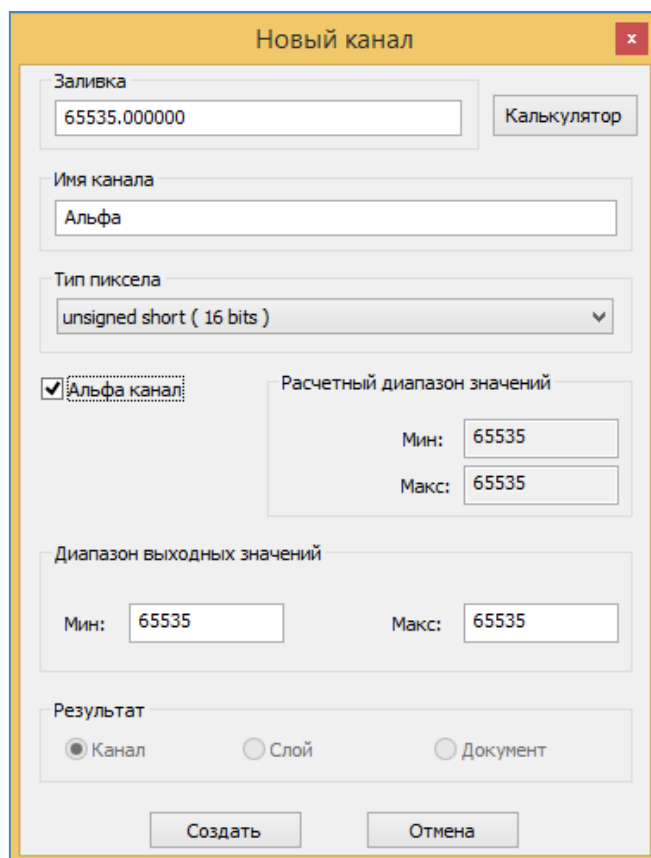 Новый канал
x
Заливка
65535.000000
Калькулятор
Имя канала
Альфа
Тип пиксела
unsigned short ( 16 bits )
Альфа канал
Расчетный диапазон значений
Мин: 65535
Макс: 65535
Диапазон выходных значений
Мин: 65535 Макс: 65535
Результат
Канал Слой Документ
Создать Отмена